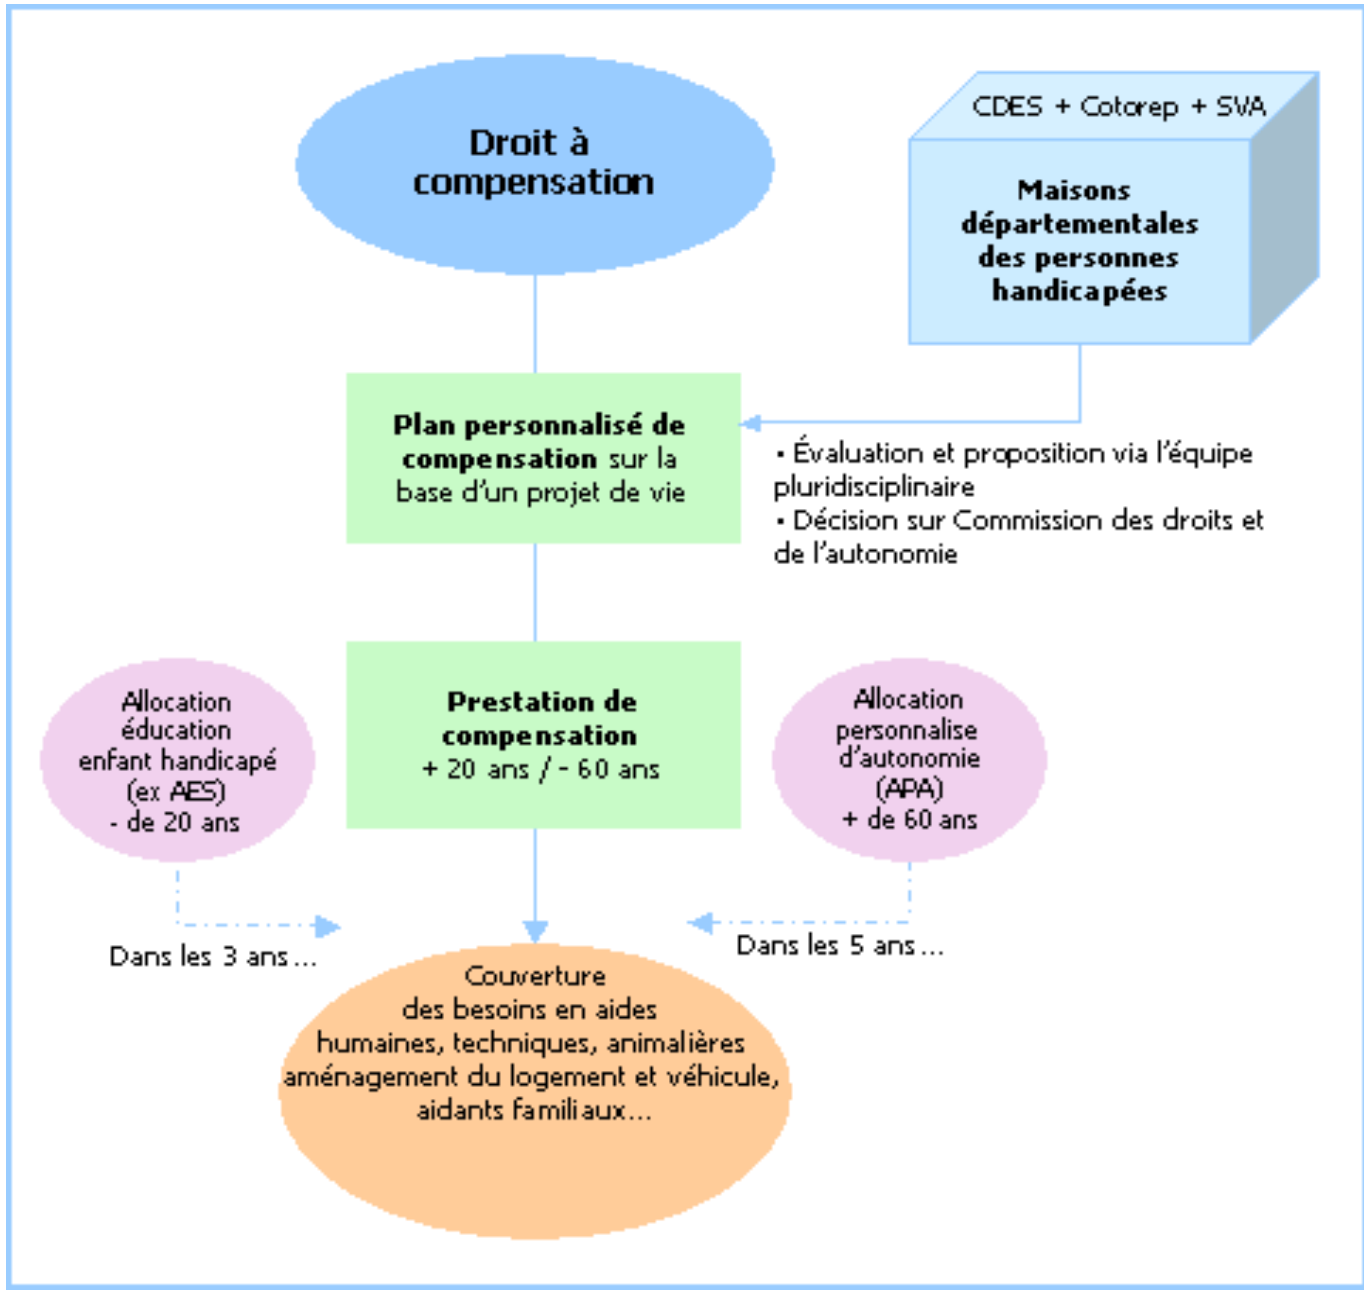 Droit à
compensation
CDES + Cotorep + SVA
Maisons
départementales
des personnes
handicapées
Plan personnalisé de
compensation sur la
base d'un projet de vie
• Évaluation et proposition via l'équipe
pluridisciplinaire
• Décision sur Commission des droits et
de l'autonomie
Allocation
éducation
enfant handicapé
(ex AES)
- de 20 ans
Prestation de
compensation
+ 20 ans / - 60 ans
Allocation
personnalise
d'autonomie
(APA)
+ de 60 ans
Dans les 3 ans...
Dans les 5 ans...
Couverture
des besoins en aides
humaines, techniques, animalières
aménagement du logement et véhicule,
aidants familiaux...